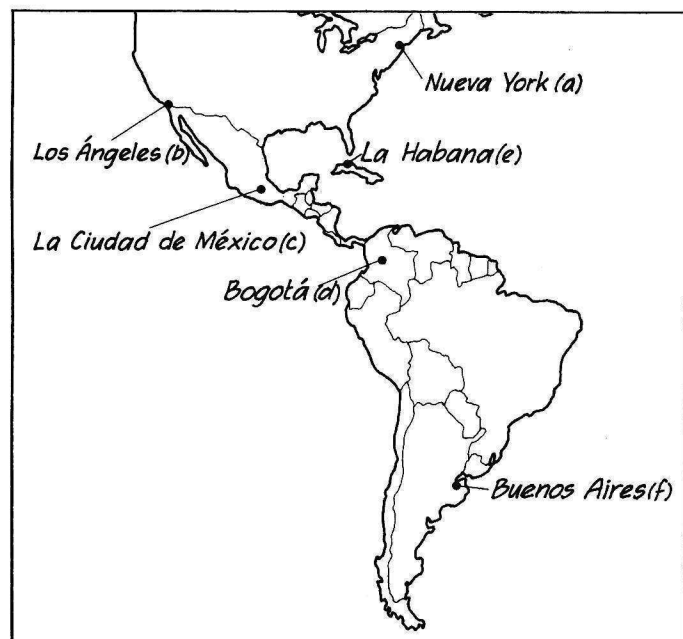 Nueva York (a)
Los Ángeles (b)
La Habana (e)
La Ciudad de México (c)
Bogotá (d)
Buenos Aires (f)